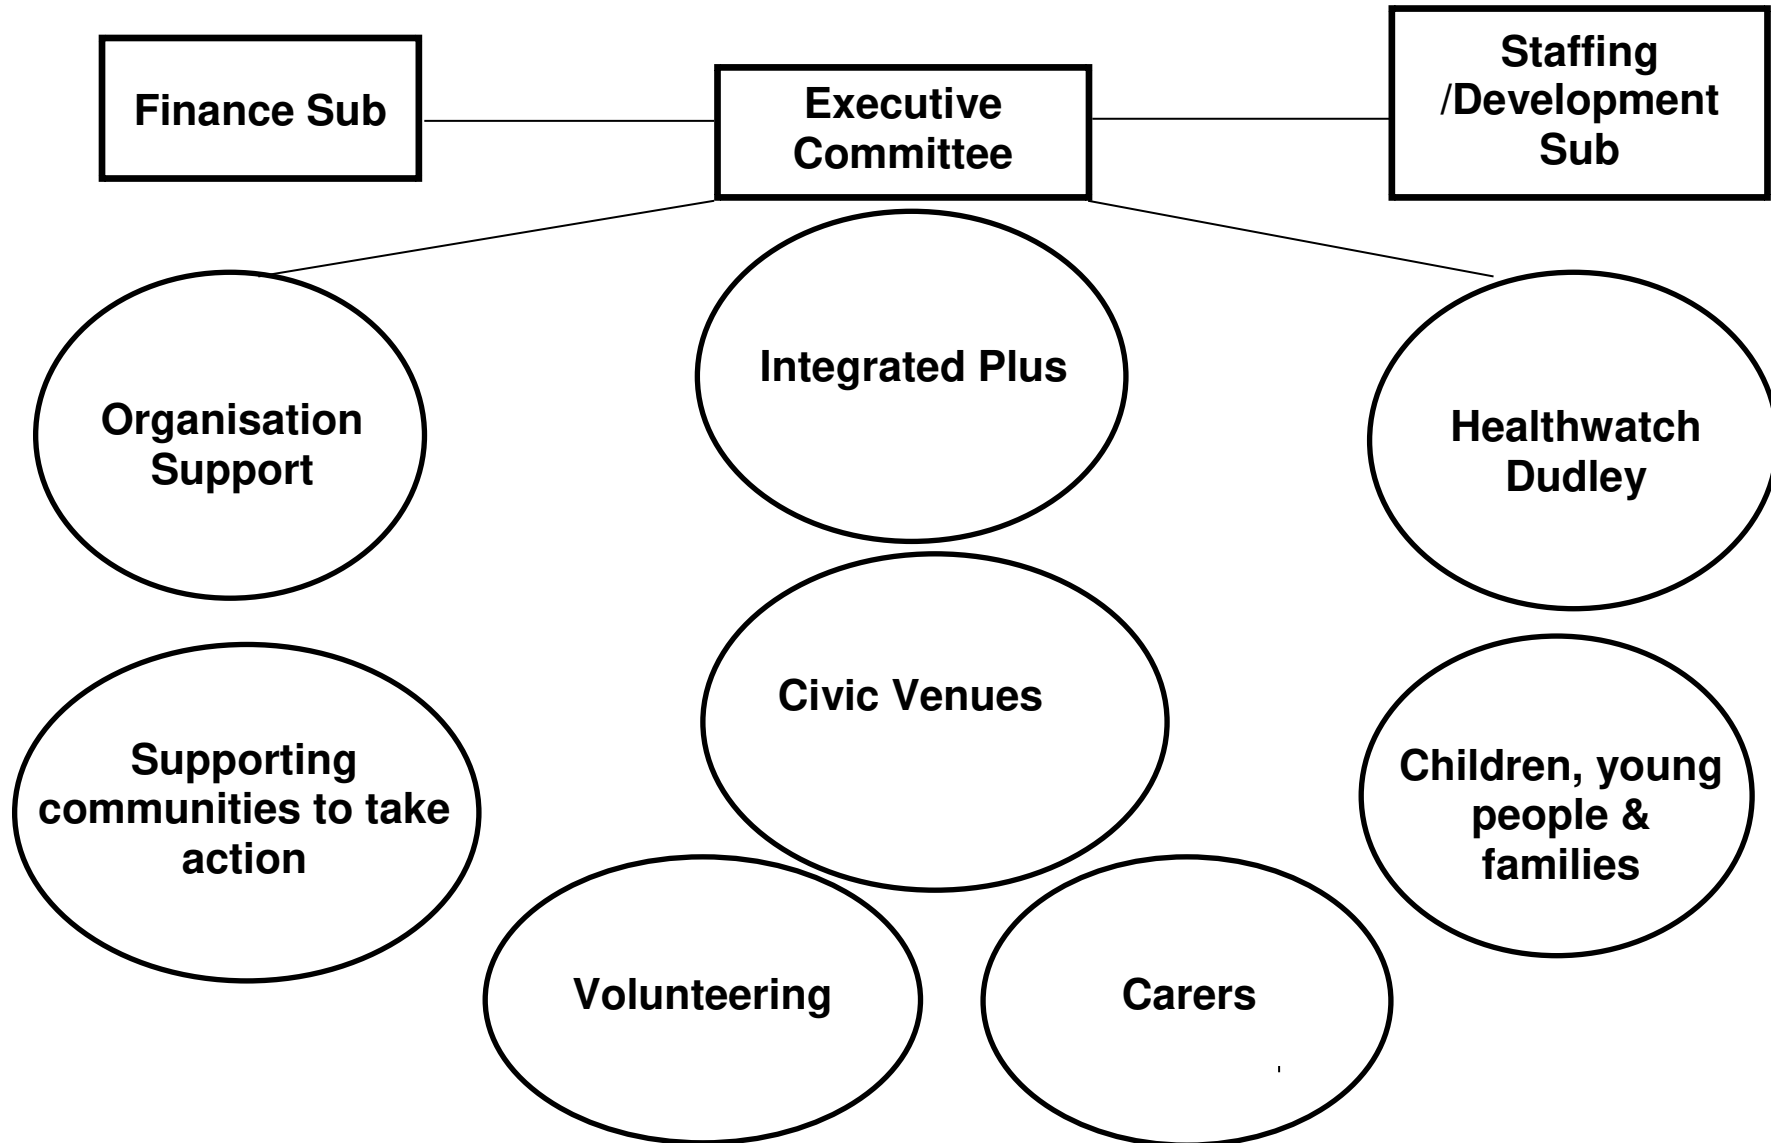 Finance Sub
Executive
Committee
Staffing
/Development
Sub
Organisation
Support
Integrated Plus
Healthwatch
Dudley
Supporting
communities to take
action
Civic Venues
Children, young
people &
families
Volunteering
Carers